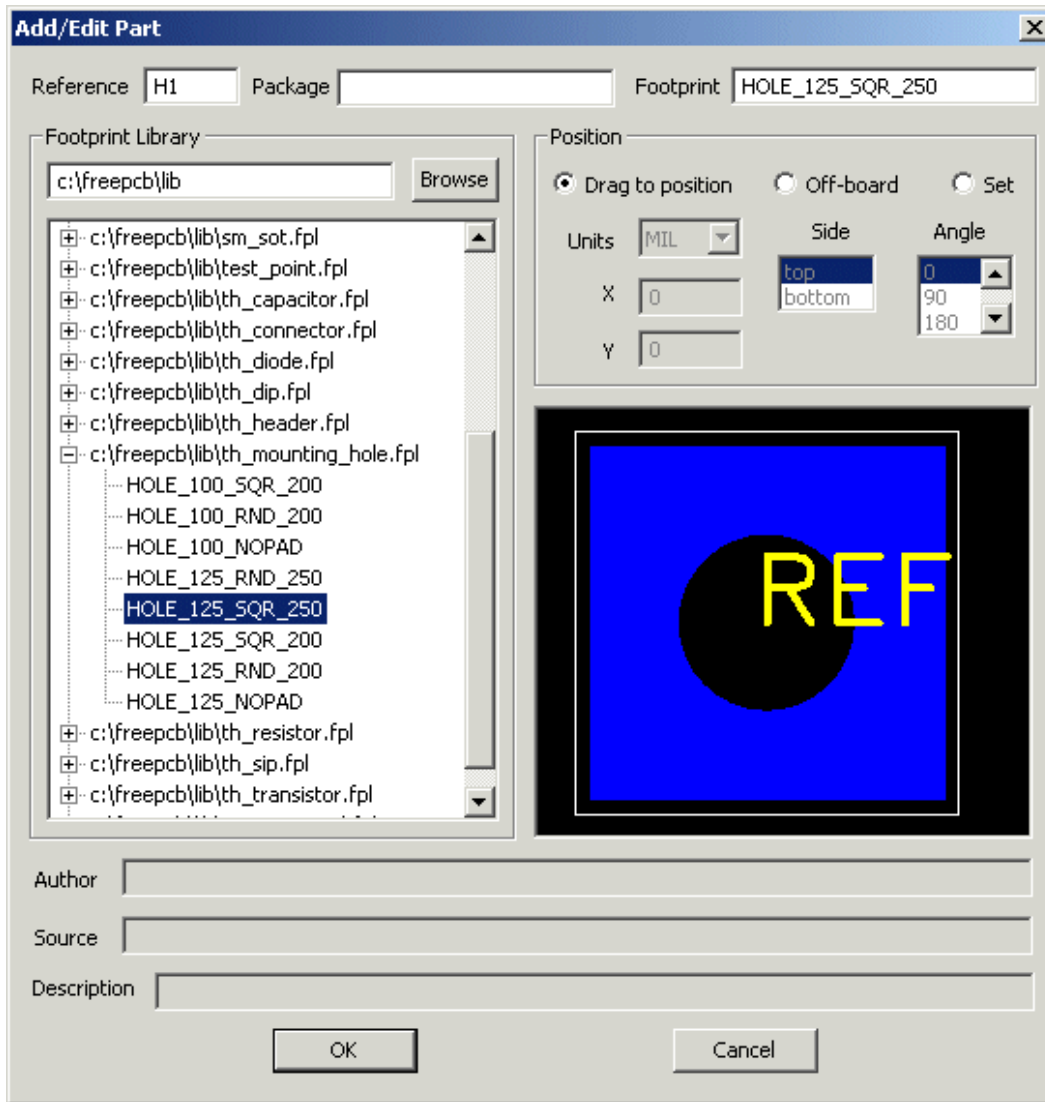 Add/Edit Part
Reference H1 Package Footprint HOLE_125_SQR_250
Footprint Library
c:\freepcb\lib Browse
c:\freepcb\lib\sm_sot.fpl
c:\freepcb\lib\test_point.fpl
c:\freepcb\lib\th_capacitor.fpl
c:\freepcb\lib\th_connector.fpl
c:\freepcb\lib\th_diode.fpl
c:\freepcb\lib\th_dip.fpl
c:\freepcb\lib\th_header.fpl
c:\freepcb\lib\th_mounting_hole.fpl
HOLE_100_SQR_200
HOLE_100_RND_200
HOLE_100_NOPAD
HOLE_125_RND_250
HOLE_125_SQR_250
HOLE_125_SQR_200
HOLE_125_RND_200
HOLE_125_NOPAD
c:\freepcb\lib\th_resistor.fpl
c:\freepcb\lib\th_sip.fpl
c:\freepcb\lib\th_transistor.fpl
Position
Drag to position Off-board Set
Units MIL Side Angle
top 0
X 0 bottom 90
180
Y 0
REF
Author
Source
Description
OK Cancel